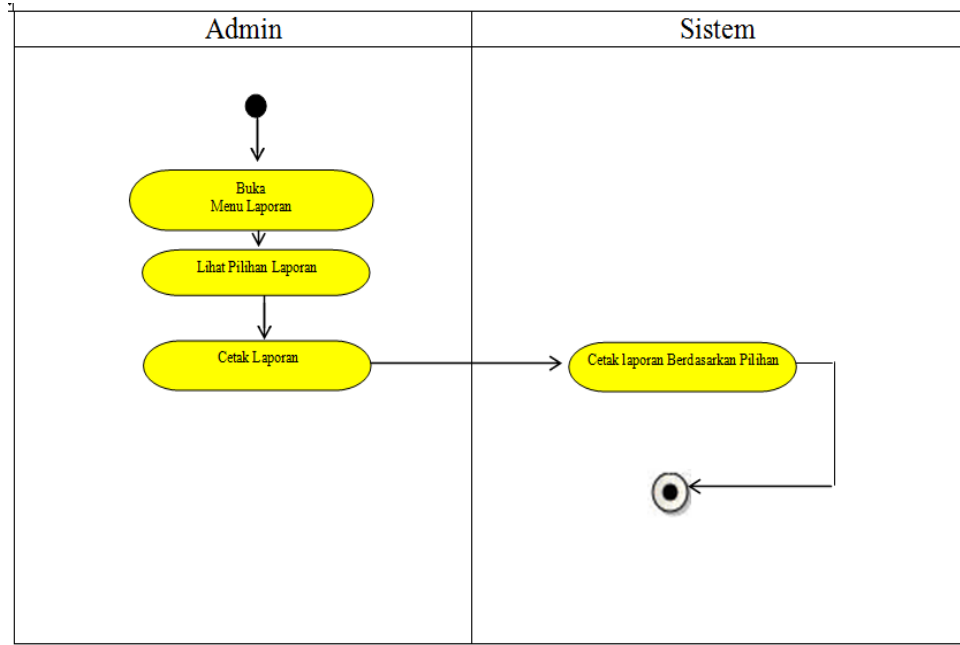 Admin
Sistem
Buka
Menu Laporan
Lihat Pilihan Laporan
Cetak Laporan
Cetak laporan Berdasarkan Pilihan